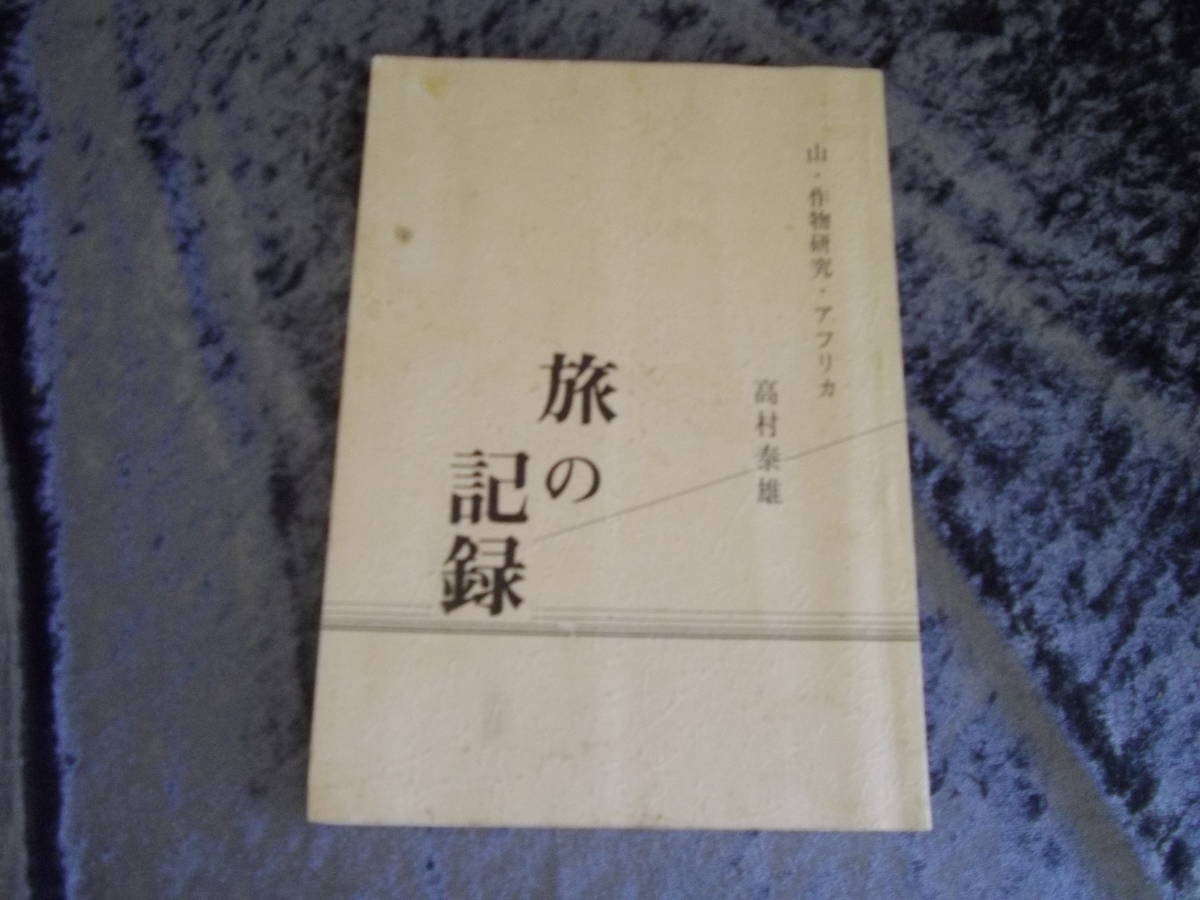 山・作物研究・アフリカ
高村泰雄
旅の
記録